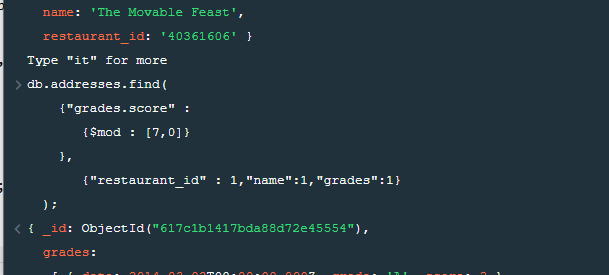 name: 'The Movable Feast',
restaurant_id: '40361606' }
Type "it" for more
> db.addresses.find(
{"grades.score" :
{$mod : [7,0]}
},
{"restaurant_id" : 1,"name":1,"grades":1}
);
< { _id: ObjectId("617c1b1417bda88d72e45554"),
grades: